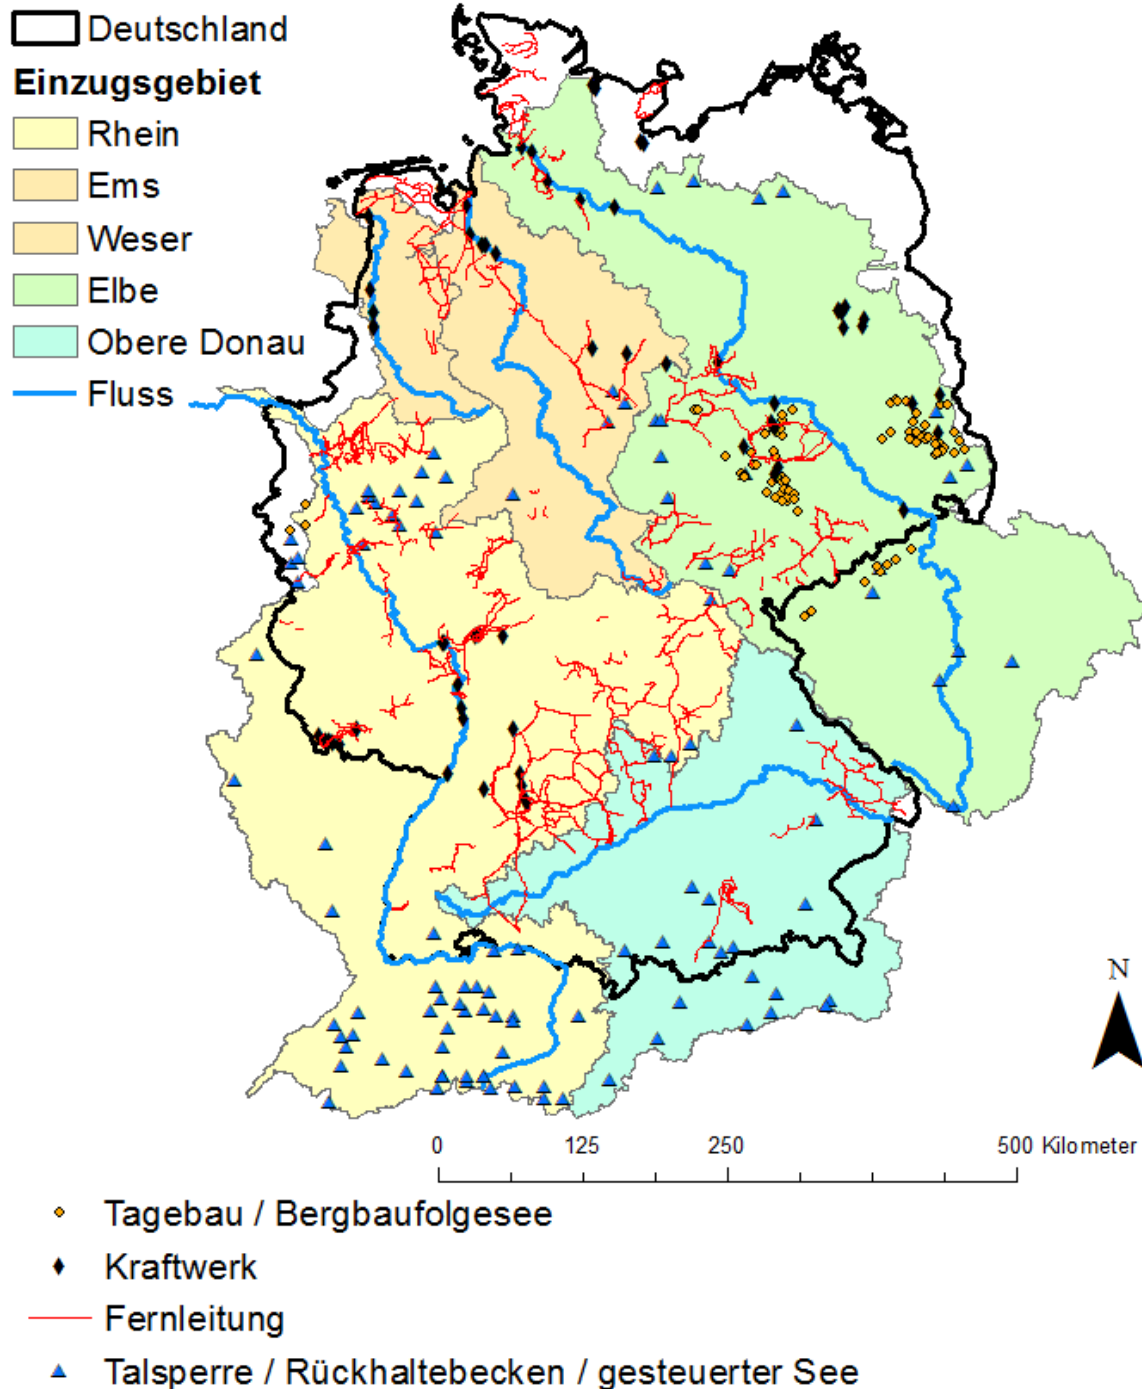 Deutschland
Einzugsgebiet
Rhein
Ems
Weser
Elbe
Obere Donau
Fluss
N
0 125 250 500 Kilometer
Tagebau / Bergbaufolgesee
Kraftwerk
Fernleitung
Talsperre / Rückhaltebecken / gesteuerter See